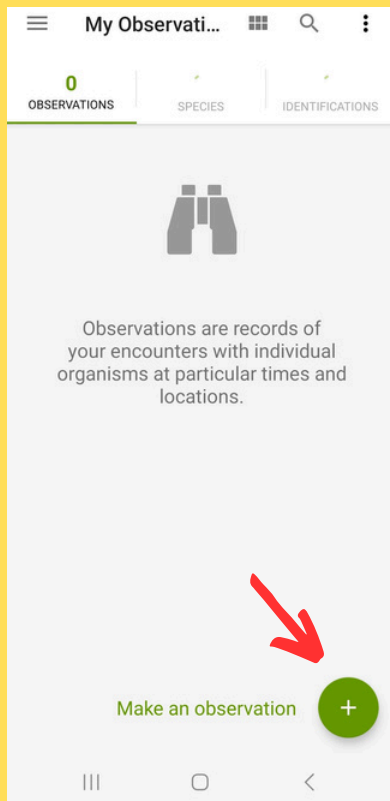 My Observati...
0
OBSERVATIONS
SPECIES
IDENTIFICATIONS
Observations are records of
your encounters with individual
organisms at particular times and
locations.
Make an observation
+